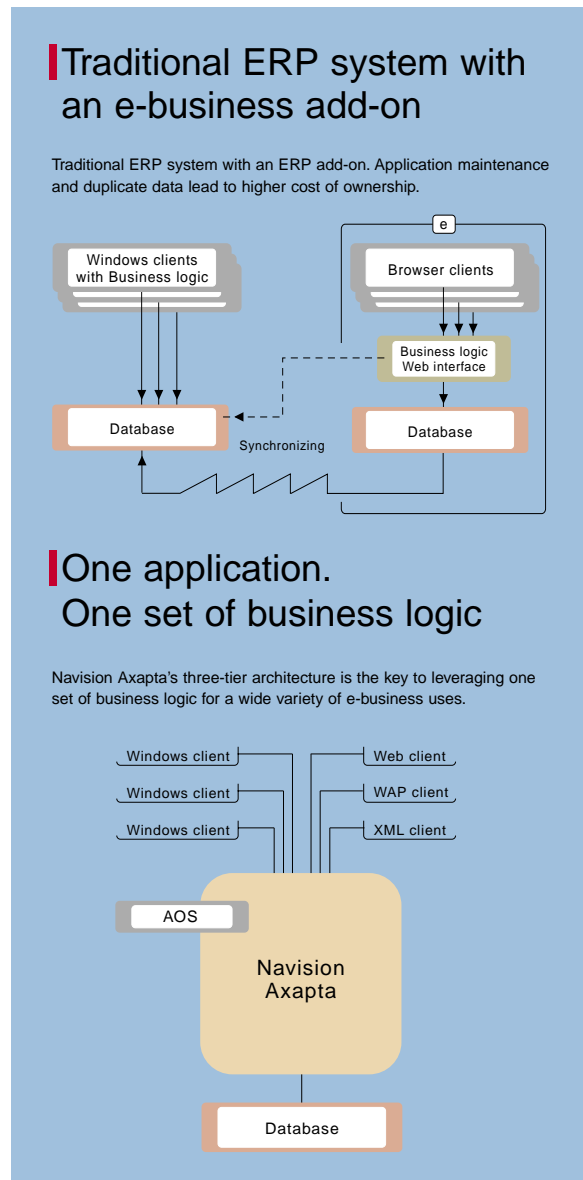 Traditional ERP system with
an e-business add-on
Traditional ERP system with an ERP add-on. Application maintenance
and duplicate data lead to higher cost of ownership.
e
Windows clients
with Business logic
Browser clients
Business logic
Web interface
Database
Database
Synchronizing
One application.
One set of business logic
Navision Axapta's three-tier architecture is the key to leveraging one
set of business logic for a wide variety of e-business uses.
Windows client
Web client
Windows client
WAP client
Windows client
XML client
AOS
Navision
Axapta
Database